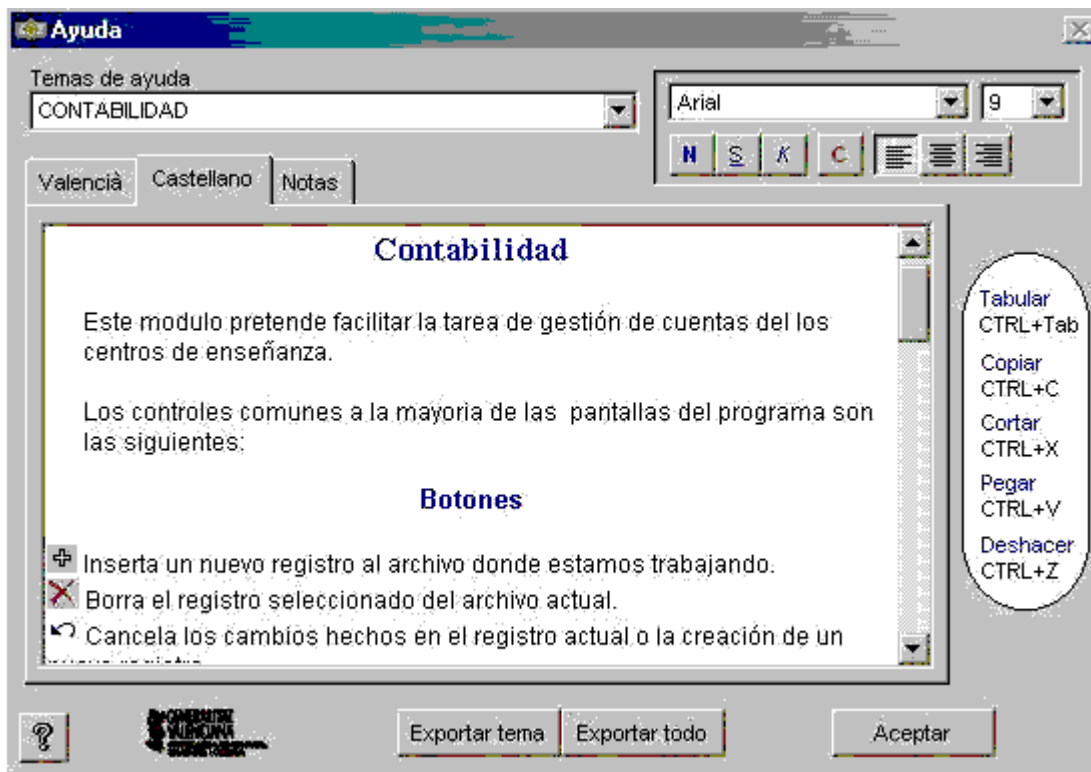 Ayuda
Temas de ayuda
CONTABILIDAD
Arial
9
N S K C
Valencià Castellano Notas
Contabilidad
Este modulo pretende facilitar la tarea de gestión de cuentas del los
centros de enseñanza.
Los controles comunes a la mayoria de las pantallas del programa son
las siguientes:
Botones
Inserta un nuevo registro al archivo donde estamos trabajando.
Borra el registro seleccionado del archivo actual.
Cancela los cambios hechos en el registro actual o la creación de un
Tabular
CTRL+Tab
Copiar
CTRL+C
Cortar
CTRL+X
Pegar
CTRL+V
Deshacer
CTRL+Z
?
GENERALITAT
VALENCIANA
Exportar tema Exportar todo Aceptar